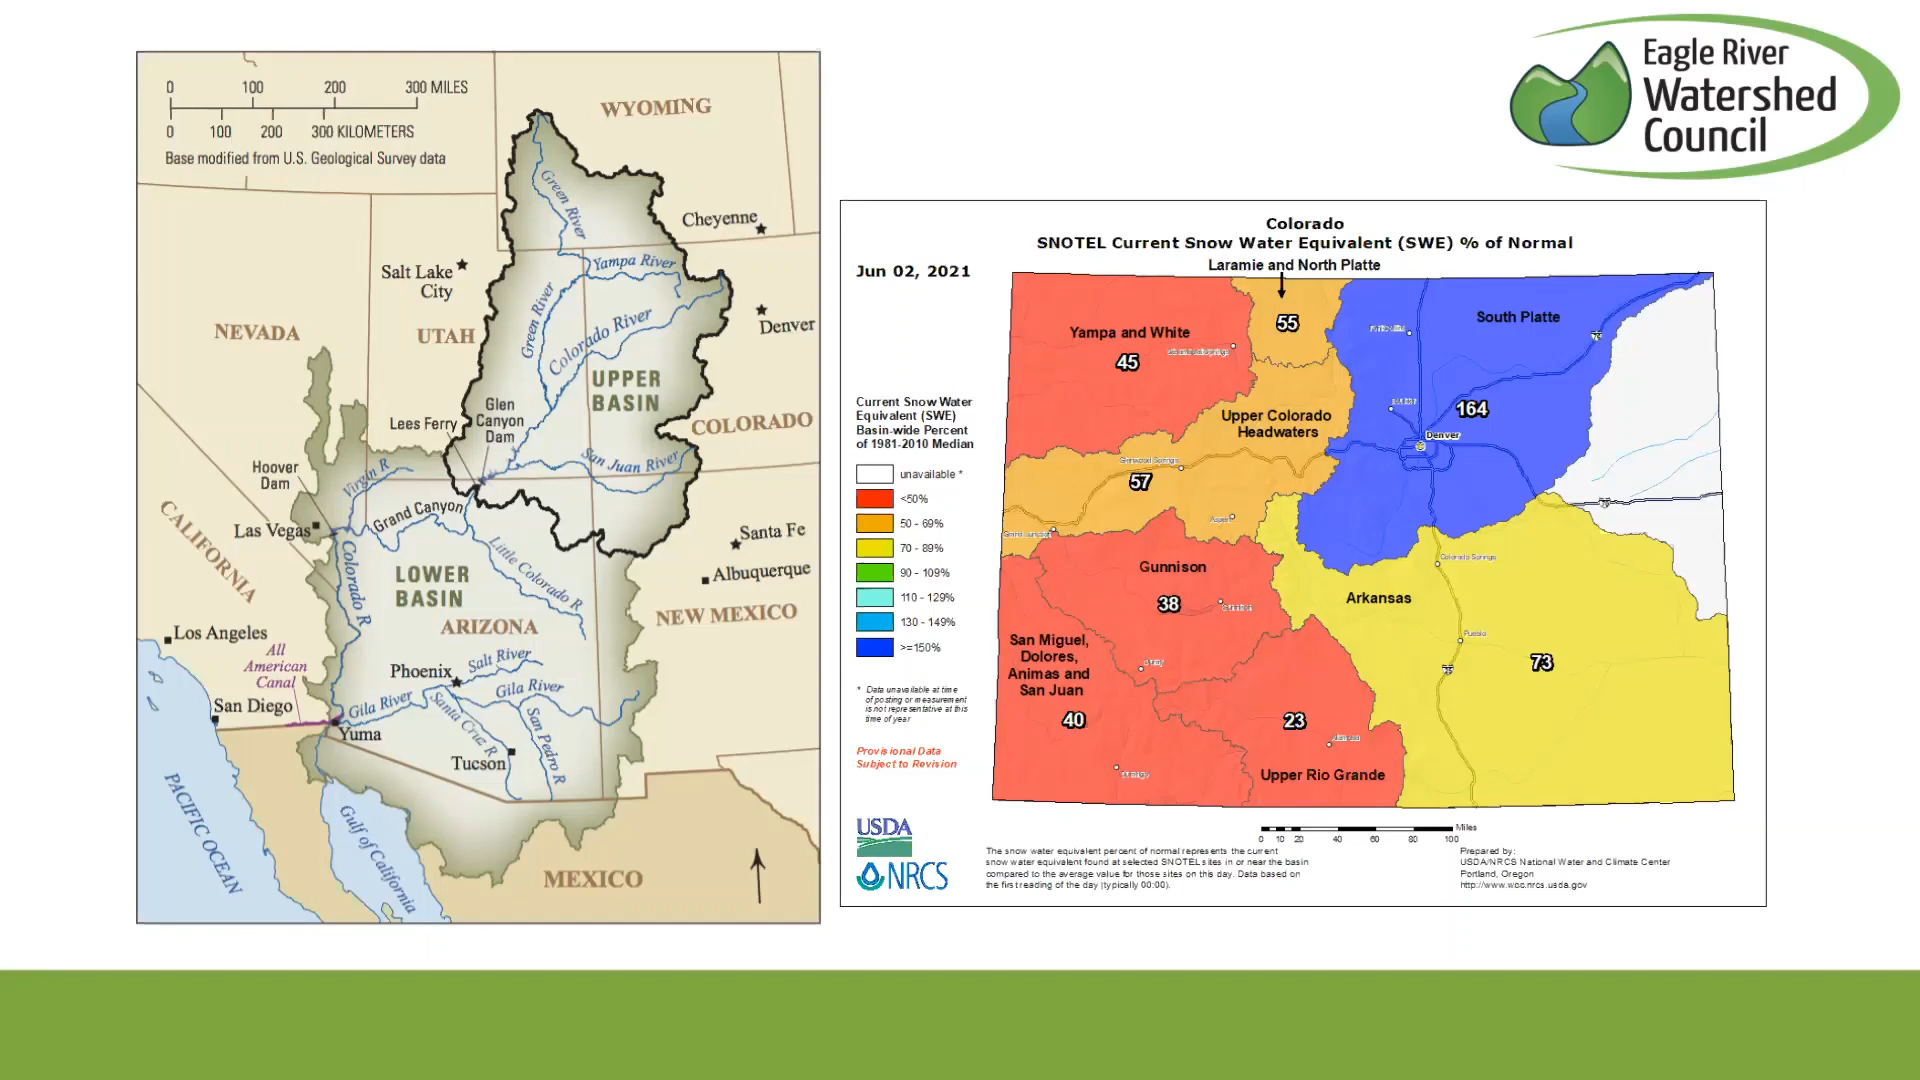 Eagle River
Watershed
Council
0 100 200 300 MILES
0 100 200 300 KILOMETERS
Base modified from U.S. Geological Survey data
WYOMING
Green River
Cheyenne
Yampa River
Salt Lake
City
Green River
Colorado River
Denver
NEVADA
UTAH
UPPER
BASIN
Glen
Canyon
Dam
Lees Ferry
COLORADO
San Juan River
Hoover
Dam
Virgin R
Grand Canyon
Las Vegas
CALIFORNIA
Colorado R
Little Colorado R
Santa Fe
Albuquerque
LOWER
BASIN
ARIZONA
NEW MEXICO
Los Angeles
All
American
Canal
Phoenix
Salt River
Gila River
San Diego
Gila River
Santa Cruz R
San Pedro R
Yuma
Tucson
PACIFIC OCEAN
Gulf of California
MEXICO
Colorado
SNOTEL Current Snow Water Equivalent (SWE) % of Normal
Laramie and North Platte
Jun 02, 2021
55
South Platte
Yampa and White
45
164
Denver
Upper Colorado
Headwaters
Glenwood Springs
57
Aspen
Grand Junction
Gunnison
38
Gunnison
Colorado Springs
Arkansas
Pueblo
73
San Miguel,
Dolores,
Animas and
San Juan
40
23
Upper Rio Grande
Current Snow Water
Equivalent (SWE)
Basin-wide Percent
of 1981-2010 Median
unavailable *
<50%
50 - 69%
70 - 89%
90 - 109%
110 - 129%
130 - 149%
>=150%
* Data unavailable at time
of posting or measurement
is not representative at this
time of year
Provisional Data
Subject to Revision
USDA
NRCS
0 10 20 40 60 80 100 Miles
The snow water equivalent percent of normal represents the current
snow water equivalent found at selected SNOTEL sites in or near the basin
compared to the average value for those sites on this day. Data based on
the first reading of the day (typically 00:00).
Prepared by:
USDA/NRCS National Water and Climate Center
Portland, Oregon
http://www.wcc.nrcs.usda.gov